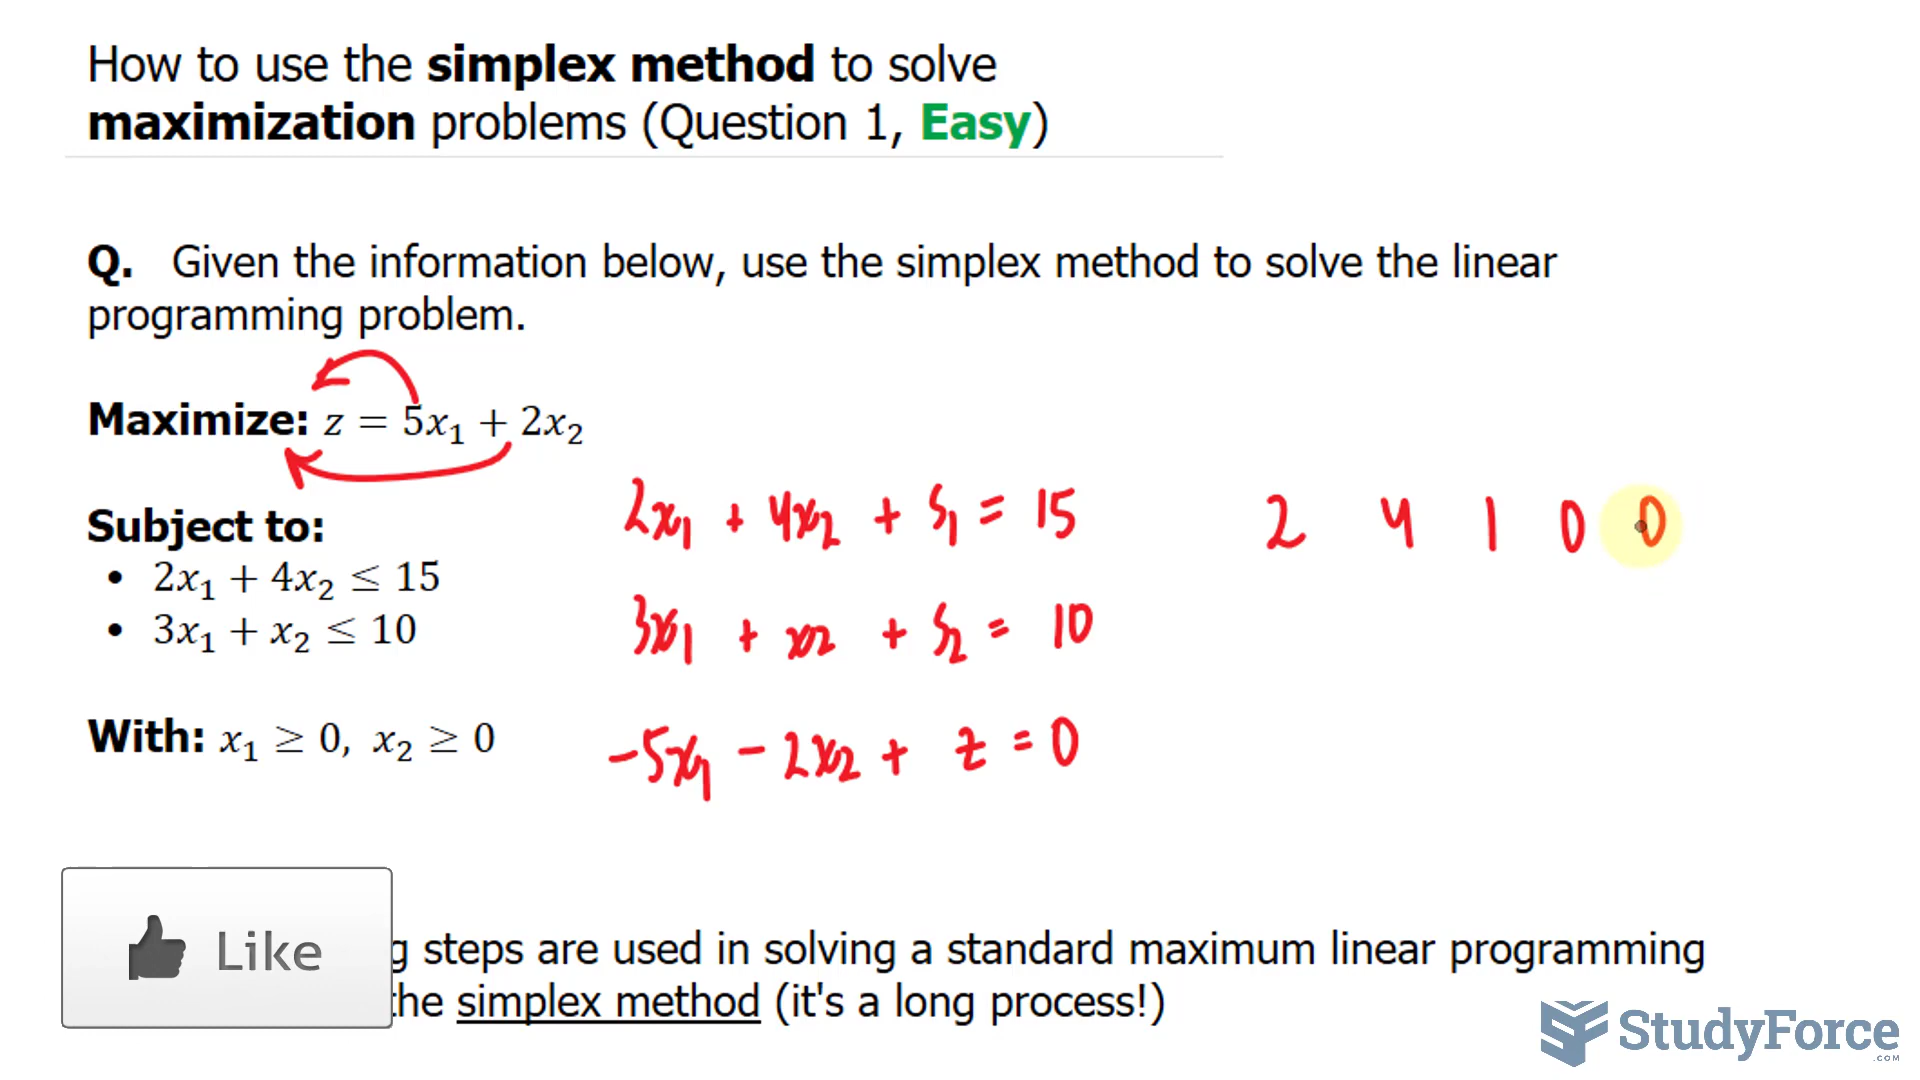 How to use the simplex method to solve
maximization problems (Question 1, Easy)
Q. Given the information below, use the simplex method to solve the linear
programming problem.
Maximize: z = 5x₁ + 2x₂
Subject to:
• 2x₁ + 4x₂ ≤ 15
• 3x₁ + x₂ ≤ 10
With: x₁ ≥ 0, x₂ ≥ 0
2x₁ + 4x₂ + s₁ = 15
3x₁ + x₂ + s₂ = 10
-5x₁ - 2x₂ + z = 0
2 4 1 0 0
Like
g steps are used in solving a standard maximum linear programming
the simplex method (it's a long process!)
StudyForce
.COM